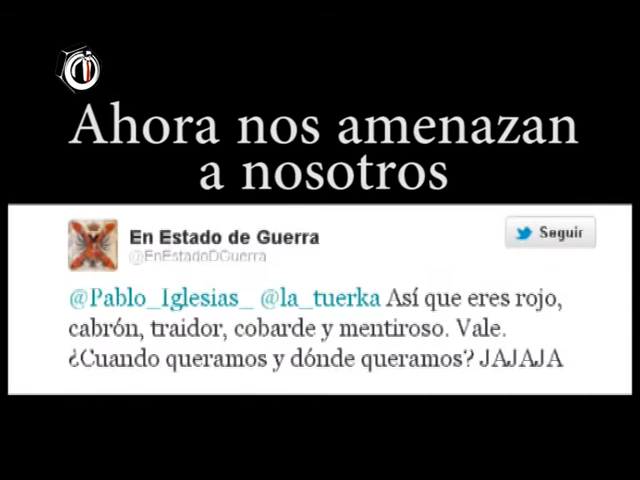 Ahora nos amenazan
a nosotros
En Estado de Guerra
@EnEstadoDGuerra
Seguir
@Pablo_Iglesias_ @la_tuerka Así que eres rojo,
cabrón, traidor, cobarde y mentiroso. Vale.
¿Cuando queramos y dónde queramos? JAJAJA